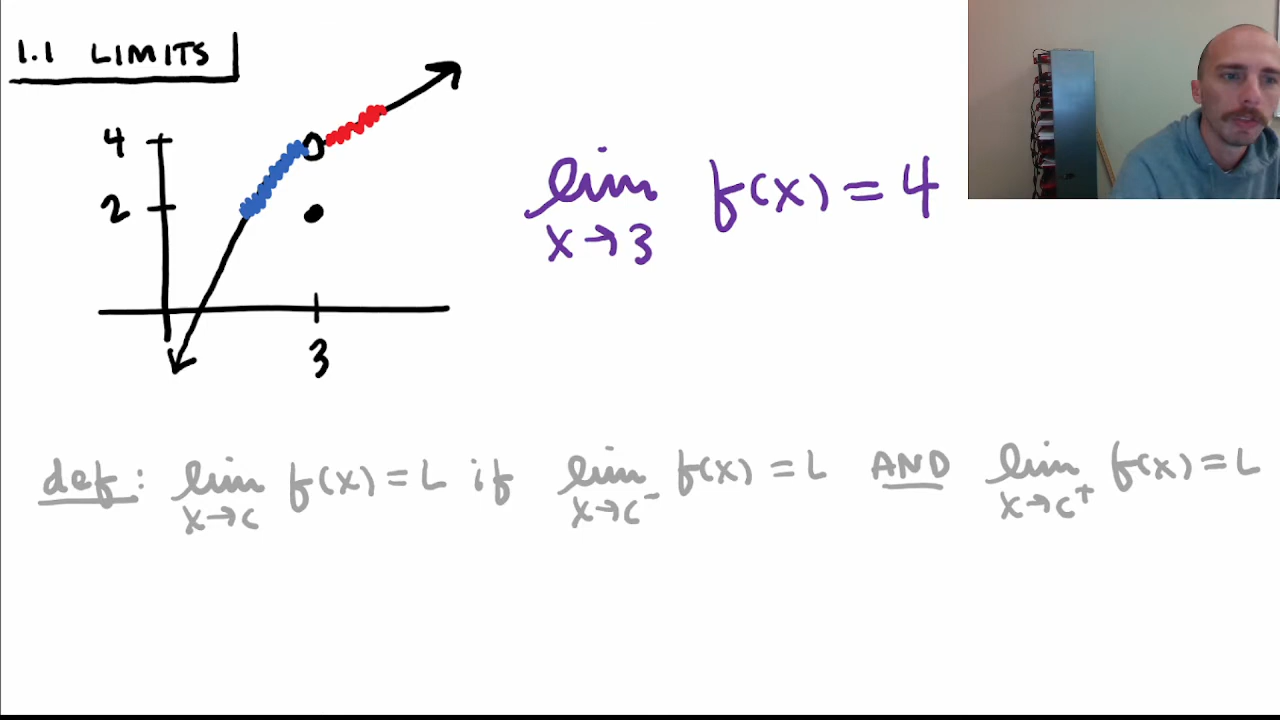 1.1 LIMITS
4
2
3
lim f(x) = 4
x→3
def: lim f(x) = L if lim f(x) = L AND lim f(x) = L
x→c x→c⁻ x→c⁺